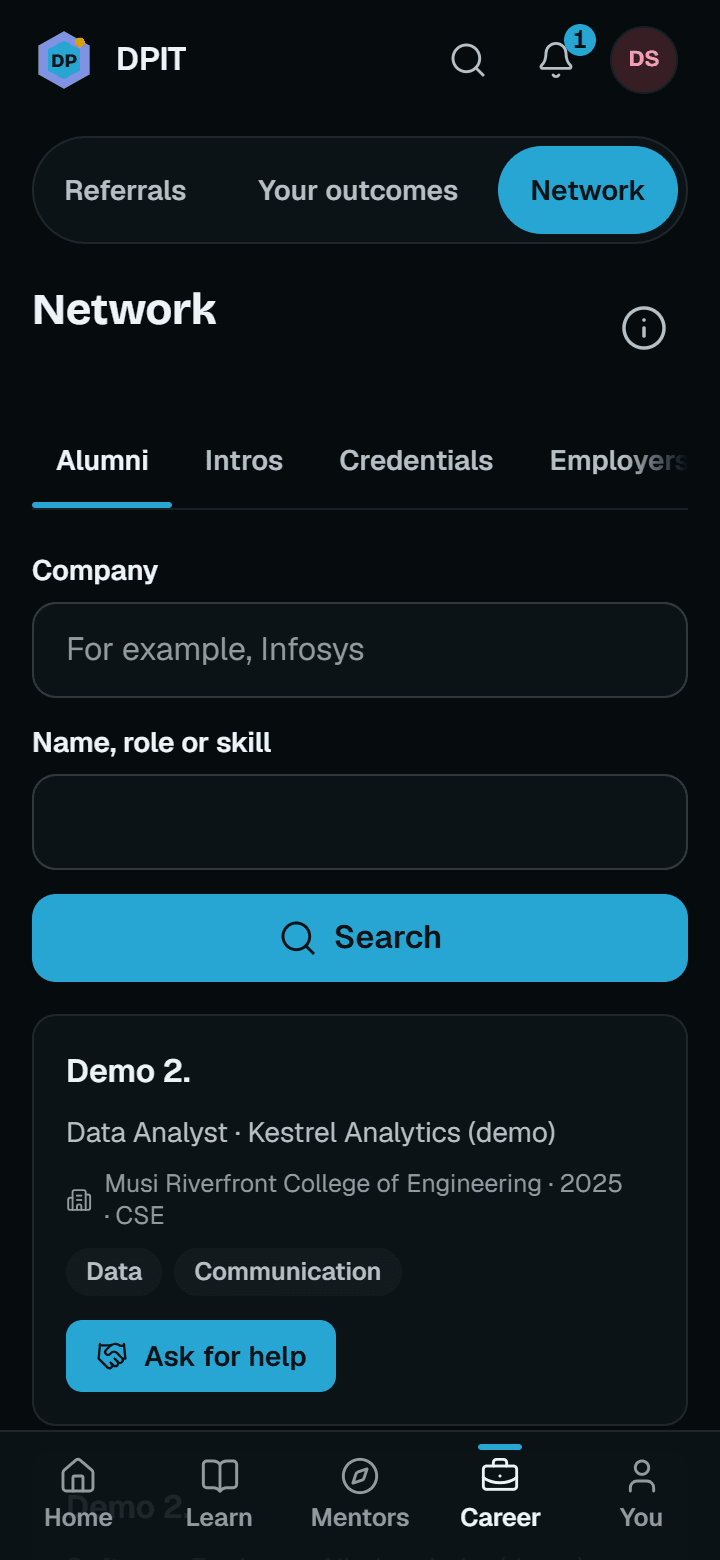 DP
DPIT
1
DS
Referrals
Your outcomes
Network
Network
Alumni
Intros
Credentials
Employers
Company
For example, Infosys
Name, role or skill
Search
Demo 2.
Data Analyst · Kestrel Analytics (demo)
Musi Riverfront College of Engineering · 2025
· CSE
Data
Communication
Ask for help
Demo 2.
Home
Learn
Mentors
Career
You